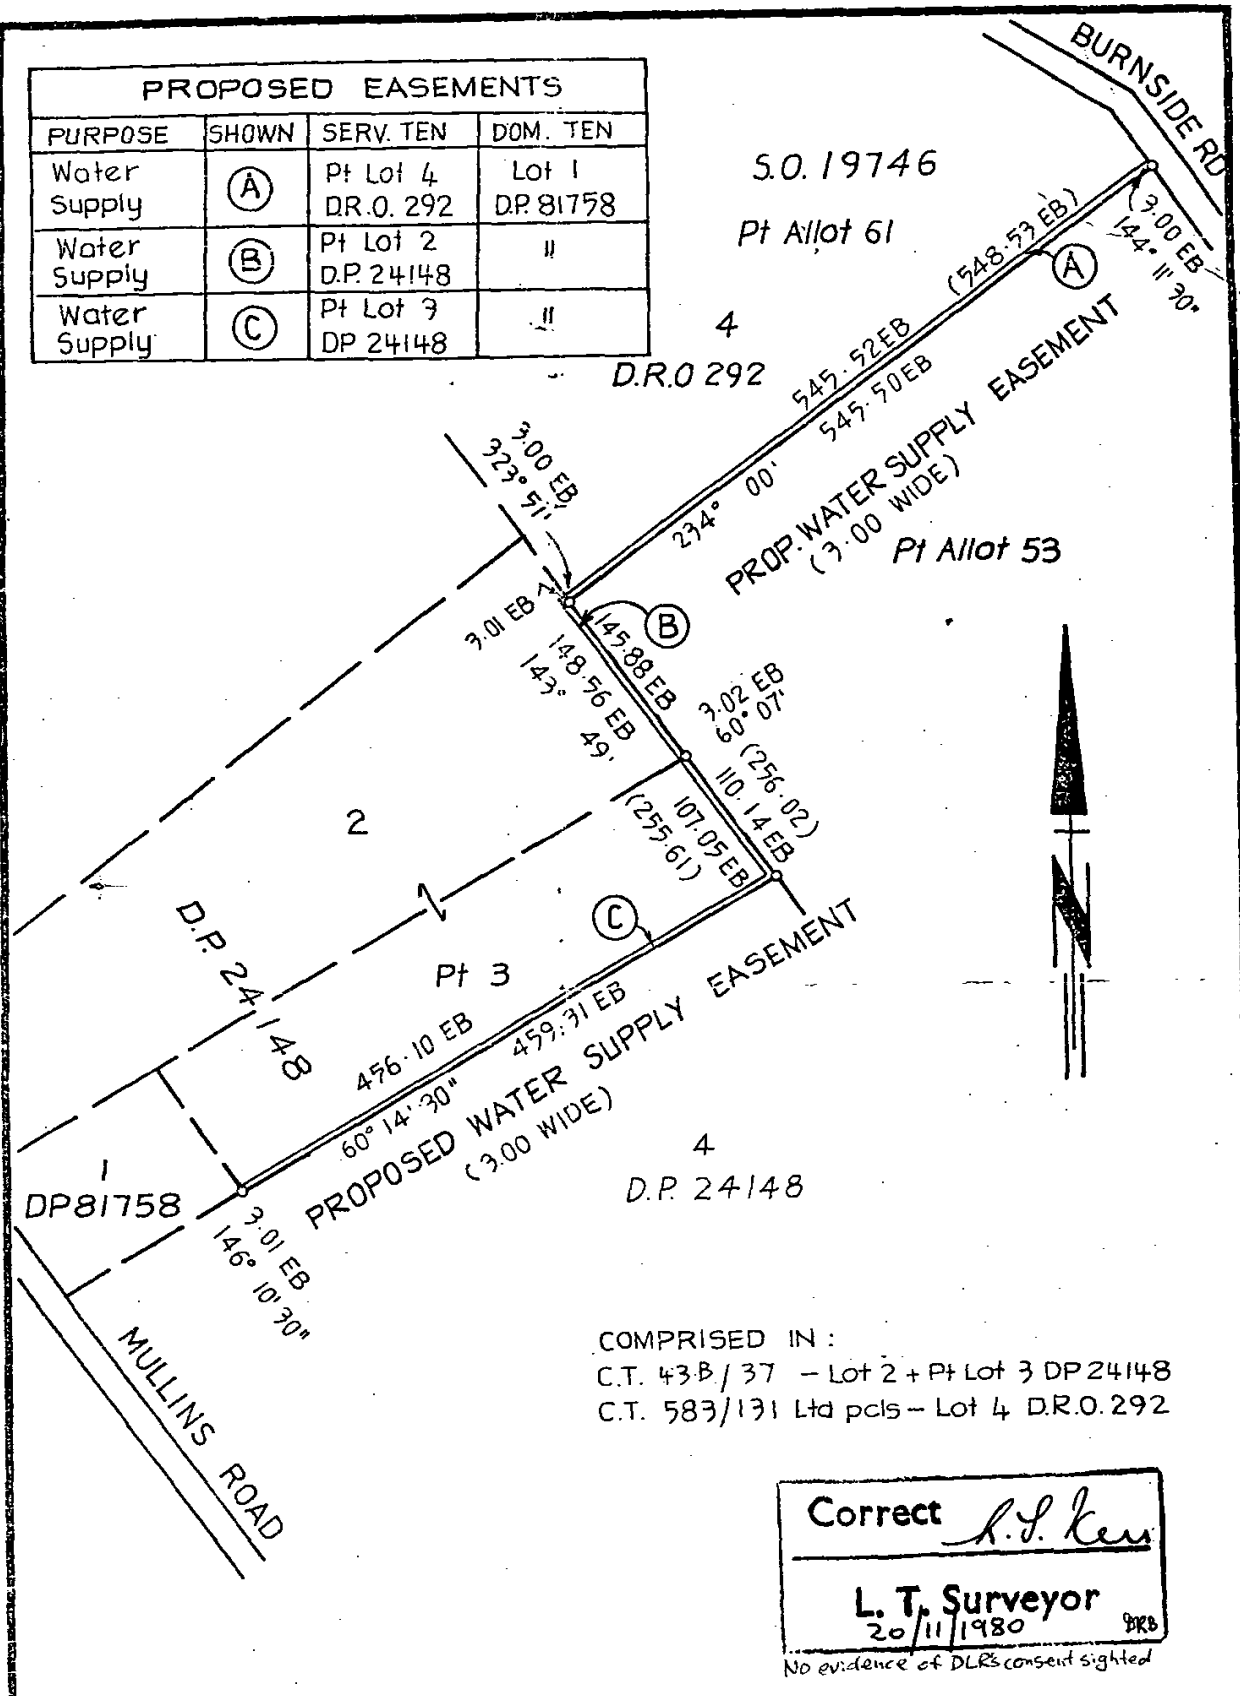 PROPOSED EASEMENTS
PURPOSE SHOWN SERV. TEN DOM. TEN
Water Supply A Pt Lot 4 D.R.O. 292 Lot 1 D.P. 81758
Water Supply B Pt Lot 2 D.P. 24148 "
Water Supply C Pt Lot 3 DP 24148 "
BURNSIDE RD
S.O. 19746
Pt Allot 61
(548.53 EB)
A
(3.00 EB
144° 11' 30"
4
D.R.O 292
545.52 EB
545.50 EB
234° 00'
PROP. WATER SUPPLY EASEMENT
(3.00 WIDE)
Pt Allot 53
3.00 EB
323° 51'
3.01 EB
B
145.88 EB
148.56 EB
143° 49'
3.02 EB
60° 07'
(256.02)
110.14 EB
107.05 EB
(255.61)
2
D.P. 24148
C
Pt 3
456.10 EB
459.31 EB
60° 14' 30"
PROPOSED WATER SUPPLY EASEMENT
(3.00 WIDE)
4
D.P. 24148
1
DP81758
3.01 EB
146° 10' 30"
MULLINS ROAD
COMPRISED IN :
C.T. 43B / 37 – Lot 2 + Pt Lot 3 DP 24148
C.T. 583/131 Ltd pcls – Lot 4 D.R.O. 292
Correct
L. T. Surveyor
20/11/1980
No evidence of DLR's consent sighted